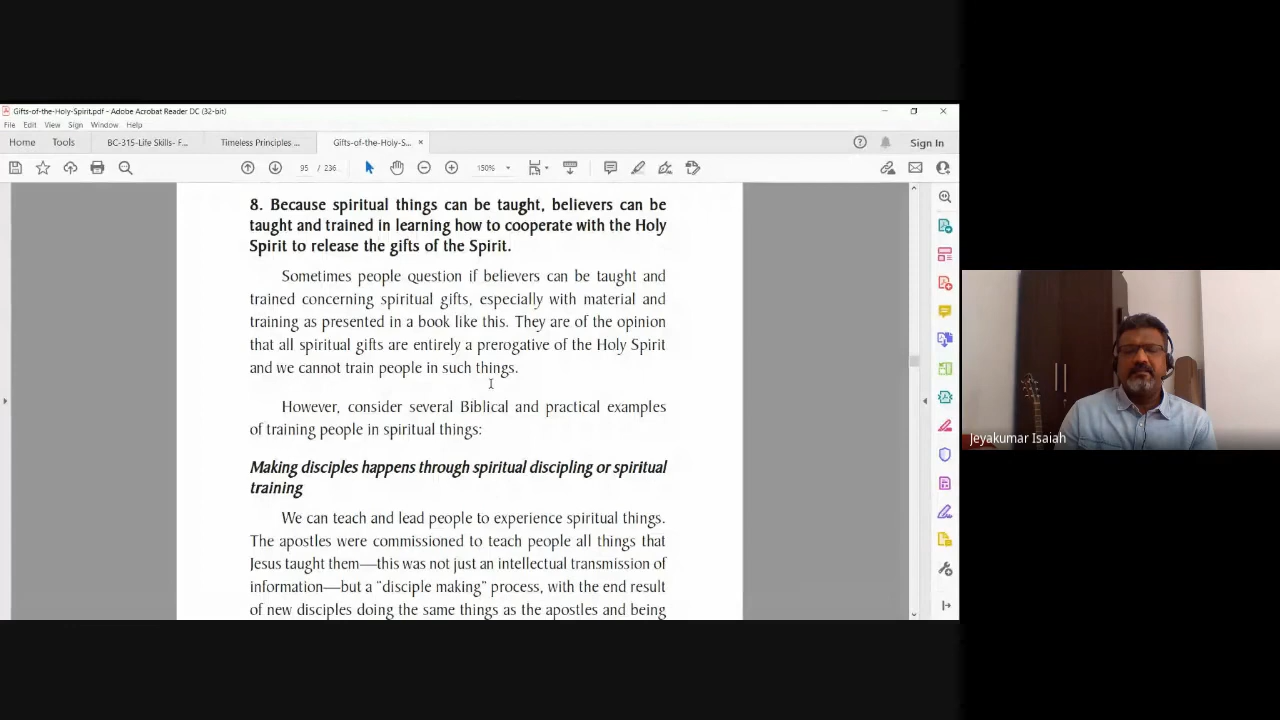 Gifts-of-the-Holy-Spirit.pdf - Adobe Acrobat Reader DC (32-bit)
File Edit View Sign Window Help
Home Tools BC-315-Life Skills- F... Timeless Principles ... Gifts-of-the-Holy-S... × Sign In
95 / 236 150%
8. Because spiritual things can be taught, believers can be
taught and trained in learning how to cooperate with the Holy
Spirit to release the gifts of the Spirit.
Sometimes people question if believers can be taught and
trained concerning spiritual gifts, especially with material and
training as presented in a book like this. They are of the opinion
that all spiritual gifts are entirely a prerogative of the Holy Spirit
and we cannot train people in such things.
However, consider several Biblical and practical examples
of training people in spiritual things:
Making disciples happens through spiritual discipling or spiritual
training
We can teach and lead people to experience spiritual things.
The apostles were commissioned to teach people all things that
Jesus taught them—this was not just an intellectual transmission of
information—but a "disciple making" process, with the end result
of new disciples doing the same things as the apostles and being
Jeyakumar Isaiah